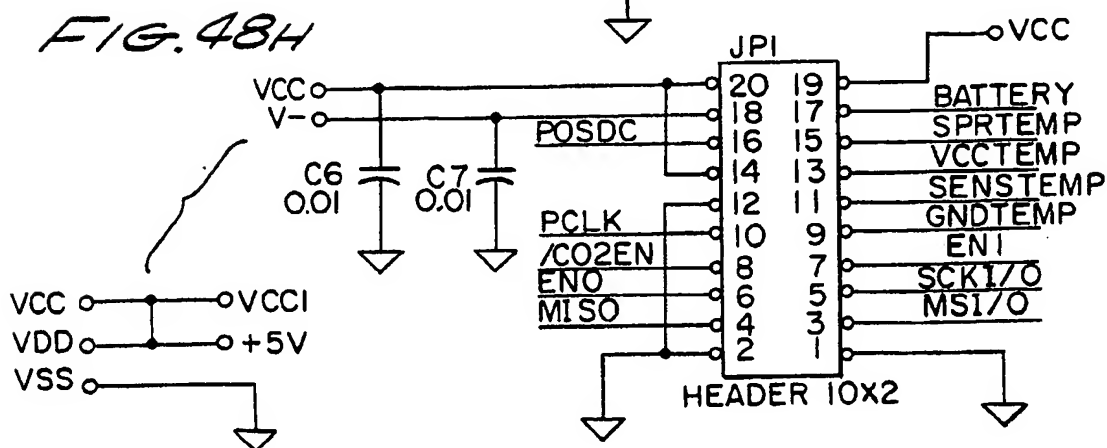 FIG. 48H
JP1
VCC
VCC
V-
POSDC
C6
0.01
C7
0.01
PCLK
/CO2EN
EN0
MISO
20 19
18 17
16 15
14 13
12 11
10 9
8 7
6 5
4 3
2 1
BATTERY
SPRTEMP
VCCTEMP
SENSTEMP
GNDTEMP
EN1
SCKI/O
MSI/O
HEADER 10X2
VCC VCC1
VDD +5V
VSS